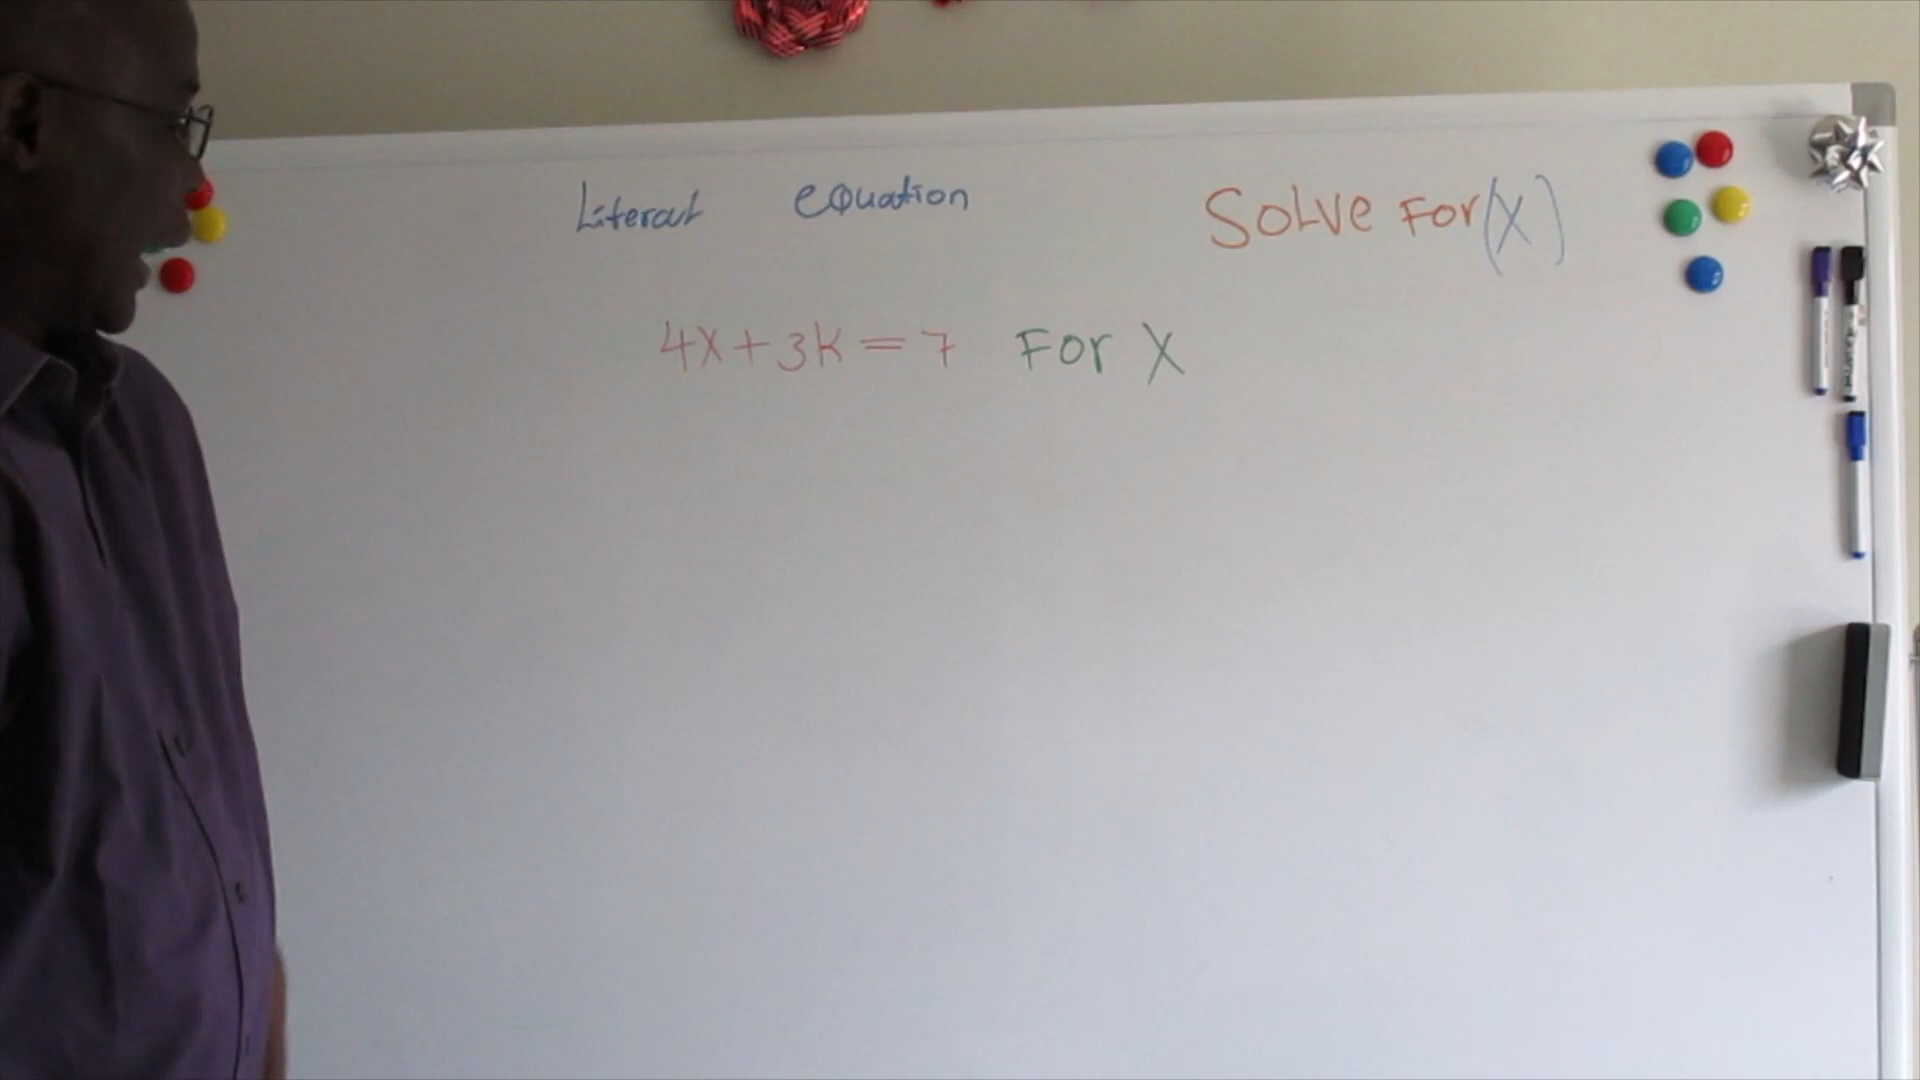 Literal equation Solve For (X)
4X + 3K = 7 For X